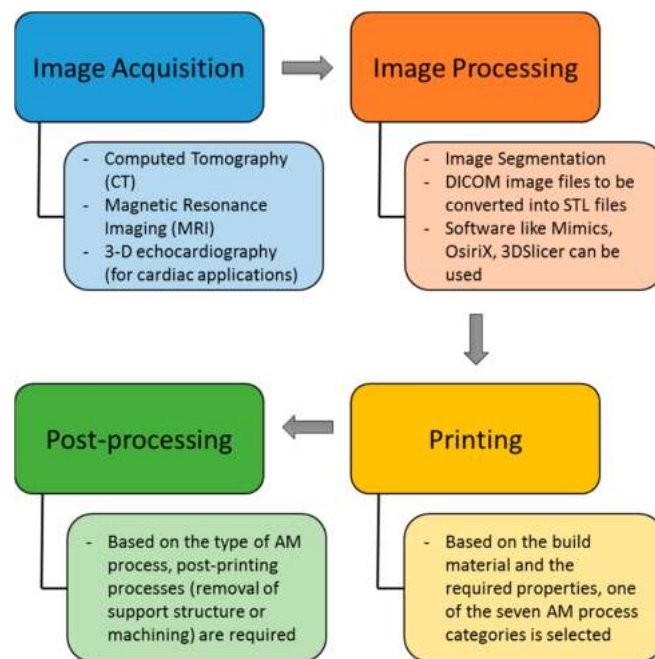 Image Acquisition
Image Processing
- Computed Tomography
(CT)
- Magnetic Resonance
Imaging (MRI)
- 3-D echocardiography
(for cardiac applications)
- Image Segmentation
- DICOM image files to be
converted into STL files
- Software like Mimics,
OsiriX, 3DSlicer can be
used
Post-processing
Printing
- Based on the type of AM
process, post-printing
processes (removal of
support structure or
machining) are required
- Based on the build
material and the
required properties, one
of the seven AM process
categories is selected